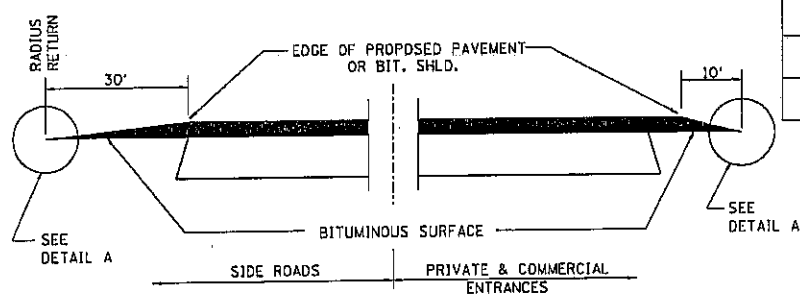 RADIUS
RETURN
30'
EDGE OF PROPOSED PAVEMENT
OR BIT. SHLD.
10'
SEE
DETAIL A
BITUMINOUS SURFACE
SEE
DETAIL A
SIDE ROADS
PRIVATE & COMMERCIAL
ENTRANCES